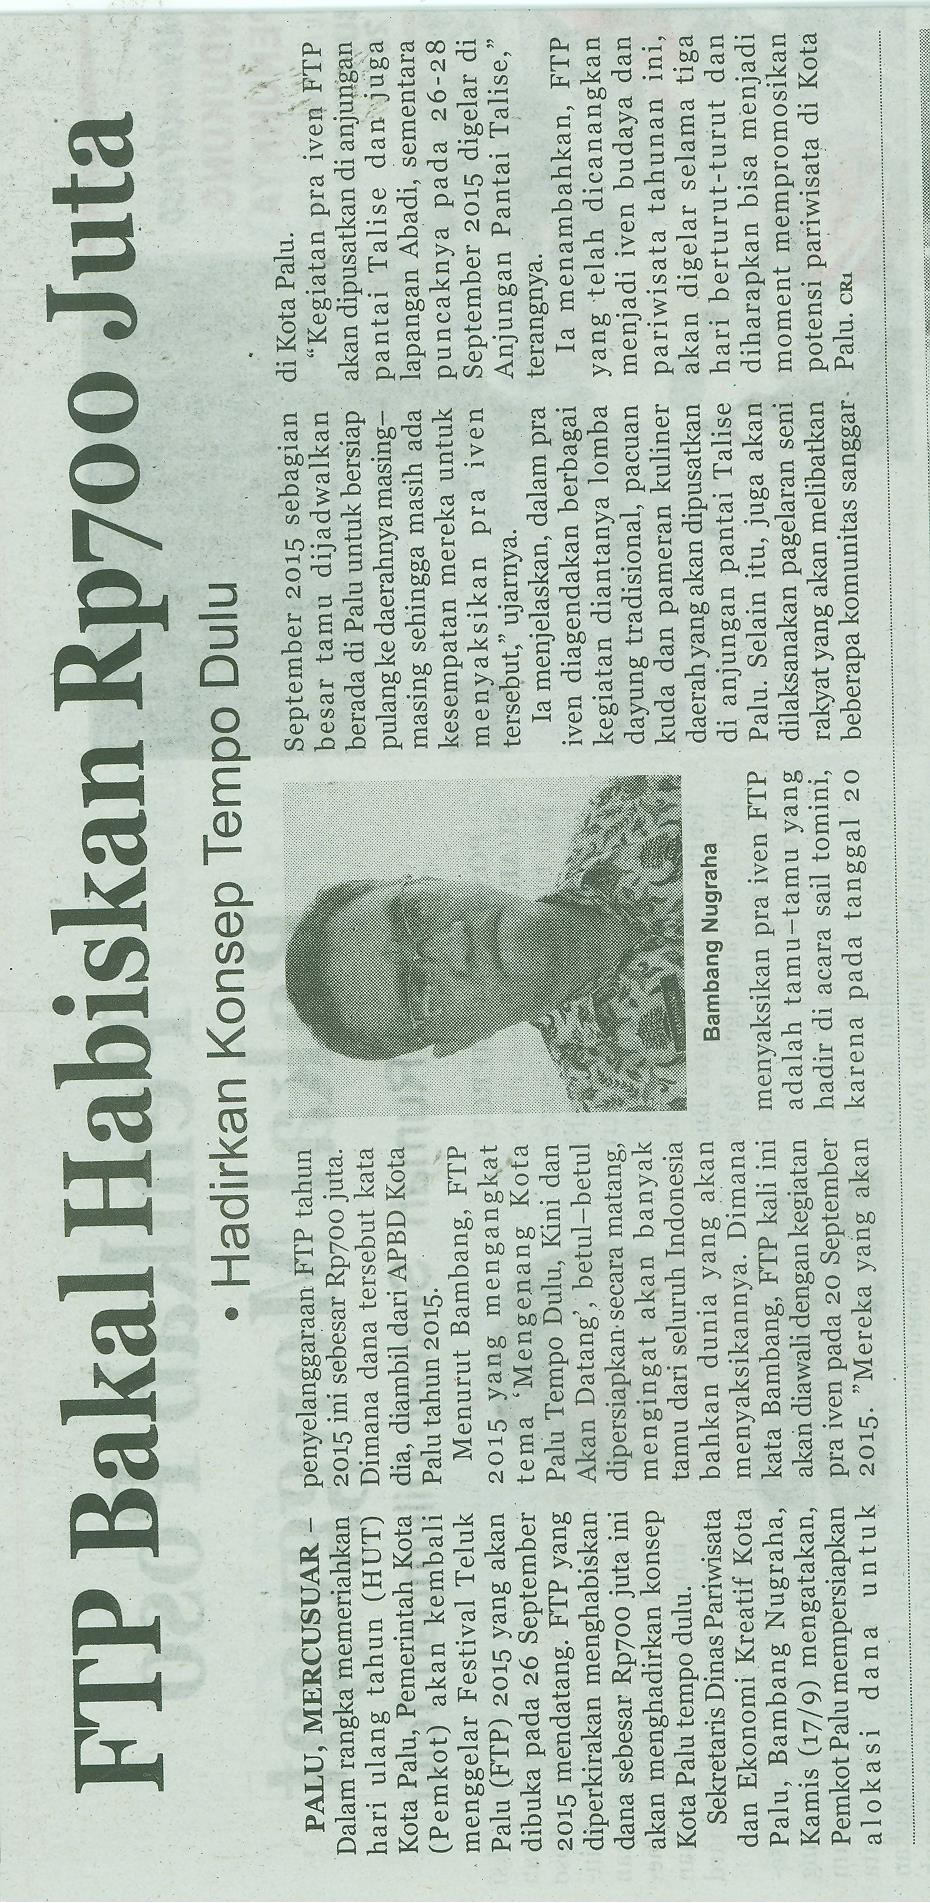 FTP Bakal Habiskan Rp700 Juta
• Hadirkan Konsep Tempo Dulu
PALU, MERCUSUAR –
Dalam rangka memeriahkan
hari ulang tahun (HUT)
Kota Palu, Pemerintah Kota
(Pemkot) akan kembali
menggelar Festival Teluk
Palu (FTP) 2015 yang akan
dibuka pada 26 September
2015 mendatang. FTP yang
diperkirakan menghabiskan
dana sebesar Rp700 juta ini
akan menghadirkan konsep
Kota Palu tempo dulu.
Sekretaris Dinas Pariwisata
dan Ekonomi Kreatif Kota
Palu, Bambang Nugraha,
Kamis (17/9) mengatakan,
Pemkot Palu mempersiapkan
alokasi dana untuk
penyelenggaraan FTP tahun
2015 ini sebesar Rp700 juta.
Dimana dana tersebut kata
dia, diambil dari APBD Kota
Palu tahun 2015.
Menurut Bambang, FTP
2015 yang mengangkat
tema ‘Mengenang Kota
Palu Tempo Dulu, Kini dan
Akan Datang’, betul–betul
dipersiapkan secara matang,
mengingat akan banyak
tamu dari seluruh Indonesia
bahkan dunia yang akan
menyaksikannya. Dimana
kata Bambang, FTP kali ini
akan diawali dengan kegiatan
pra iven pada 20 September
2015. ”Mereka yang akan
Bambang Nugraha
menyaksikan pra iven FTP
adalah tamu–tamu yang
hadir di acara sail tomini,
karena pada tanggal 20
September 2015 sebagian
besar tamu dijadwalkan
berada di Palu untuk bersiap
pulang ke daerahnya masing–
masing sehingga masih ada
kesempatan mereka untuk
menyaksikan pra iven
tersebut,” ujarnya.
Ia menjelaskan, dalam pra
iven diagendakan berbagai
kegiatan diantanya lomba
dayung tradisional, pacuan
kuda dan pameran kuliner
daerah yang akan dipusatkan
di anjungan pantai Talise
Palu. Selain itu, juga akan
dilaksanakan pagelaran seni
rakyat yang akan melibatkan
beberapa komunitas sanggar
di Kota Palu.
“Kegiatan pra iven FTP
akan dipusatkan di anjungan
pantai Talise dan juga
lapangan Abadi, sementara
puncaknya pada 26-28
September 2015 digelar di
Anjungan Pantai Talise,”
terangnya.
Ia menambahkan, FTP
yang telah dicanangkan
menjadi iven budaya dan
pariwisata tahunan ini,
akan digelar selama tiga
hari berturut-turut dan
diharapkan bisa menjadi
moment mempromosikan
potensi pariwisata di Kota
Palu. CR1